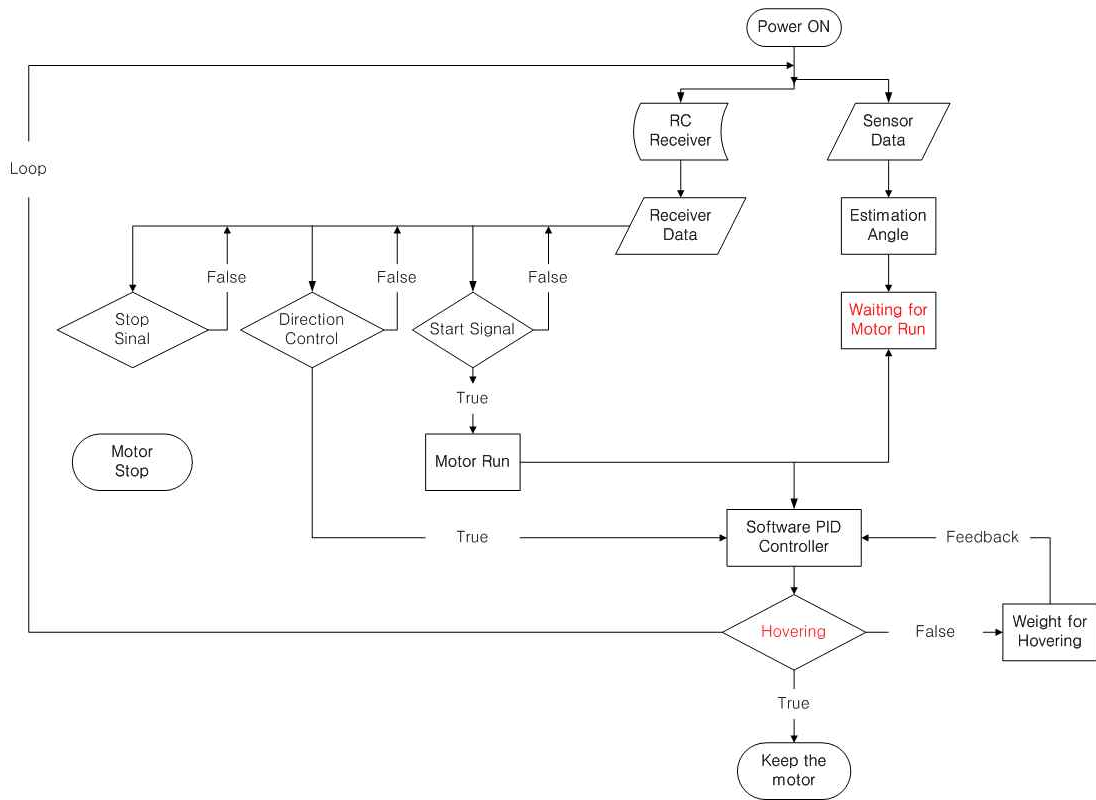 Power ON
RC
Receiver
Sensor
Data
Loop
Receiver
Data
Estimation
Angle
False
False
False
Stop
Sinal
Direction
Control
Start Signal
Waiting for
Motor Run
True
Motor
Stop
Motor Run
Software PID
Controller
True
Feedback
Hovering
False
Weight for
Hovering
True
Keep the
motor